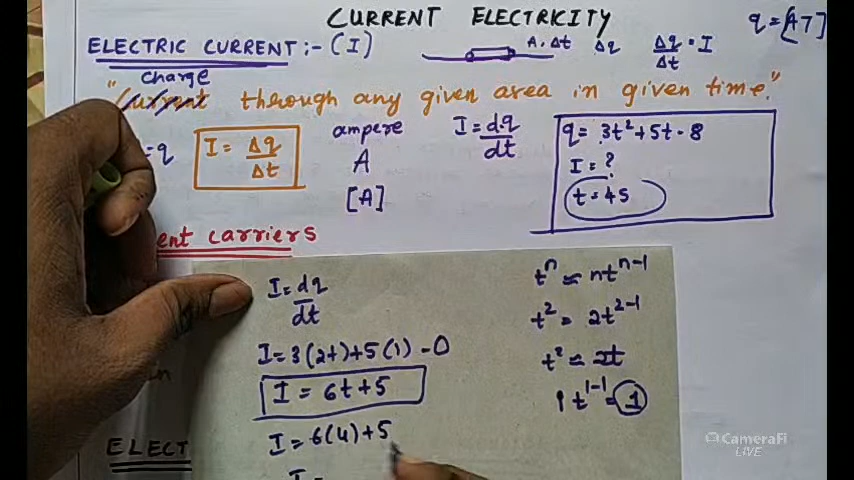 CURRENT ELECTRICITY
q = [AT]
ELECTRIC CURRENT :- (I)
A, Δt Δq Δq/Δt = I
charge
"Current through any given area in given time."
= q
I = Δq/Δt
ampere
A
[A]
I = dq/dt
q = 3t² + 5t - 8
I = ?
t = 4s
ent carriers
I = dq/dt
I = 3(2t) + 5(1) - 0
I = 6t + 5
I = 6(4) + 5
I =
tⁿ = ntⁿ⁻¹
t² = 2t²⁻¹
t² = 2t
1t¹⁻¹ = 1
ELECT
CameraFi
LIVE